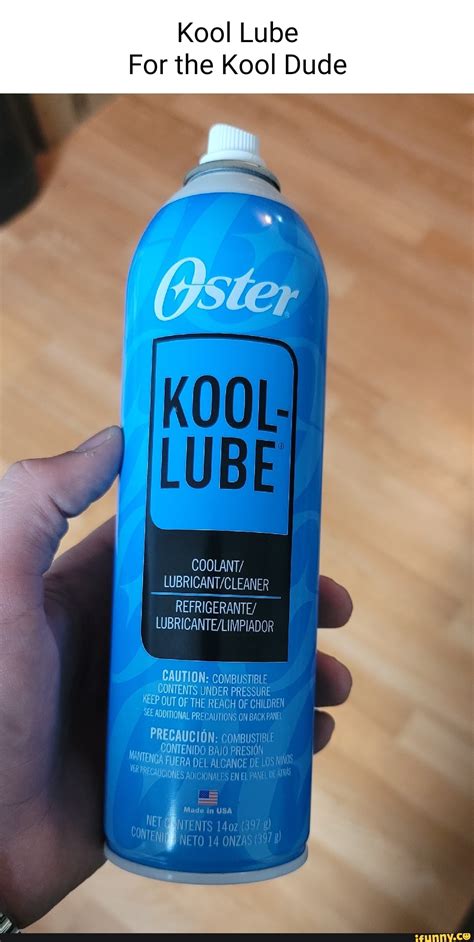 Kool Lube
For the Kool Dude
Oster
KOOL-
LUBE
COOLANT/
LUBRICANT/CLEANER
REFRIGERANTE/
LUBRICANTE/LIMPIADOR
CAUTION: COMBUSTIBLE
CONTENTS UNDER PRESSURE
KEEP OUT OF THE REACH OF CHILDREN
SEE ADDITIONAL PRECAUTIONS ON BACK PANEL
PRECAUCIÓN: COMBUSTIBLE
CONTENIDO BAJO PRESIÓN
MANTENGA FUERA DEL ALCANCE DE LOS NIÑOS
VER PRECAUCIONES ADICIONALES EN EL PANEL DE ATRÁS
Made in USA
NET CONTENTS 14oz (397 g)
CONTENIDO NETO 14 ONZAS (397 g)
ifunny.co